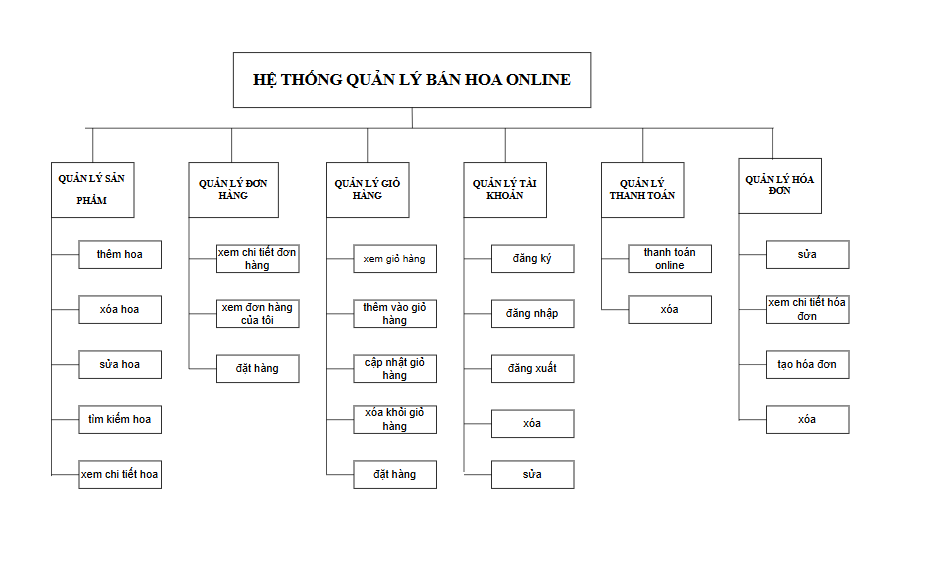 HỆ THỐNG QUẢN LÝ BÁN HOA ONLINE
QUẢN LÝ SẢN
PHẨM
thêm hoa
xóa hoa
sửa hoa
tìm kiếm hoa
xem chi tiết hoa
QUẢN LÝ ĐƠN
HÀNG
xem chi tiết đơn
hàng
xem đơn hàng
của tôi
đặt hàng
QUẢN LÝ GIỎ
HÀNG
xem giỏ hàng
thêm vào giỏ
hàng
cập nhật giỏ
hàng
xóa khỏi giỏ
hàng
đặt hàng
QUẢN LÝ TÀI
KHOẢN
đăng ký
đăng nhập
đăng xuất
xóa
sửa
QUẢN LÝ
THANH TOÁN
thanh toán
online
xóa
QUẢN LÝ HÓA
ĐƠN
sửa
xem chi tiết hóa
đơn
tạo hóa đơn
xóa